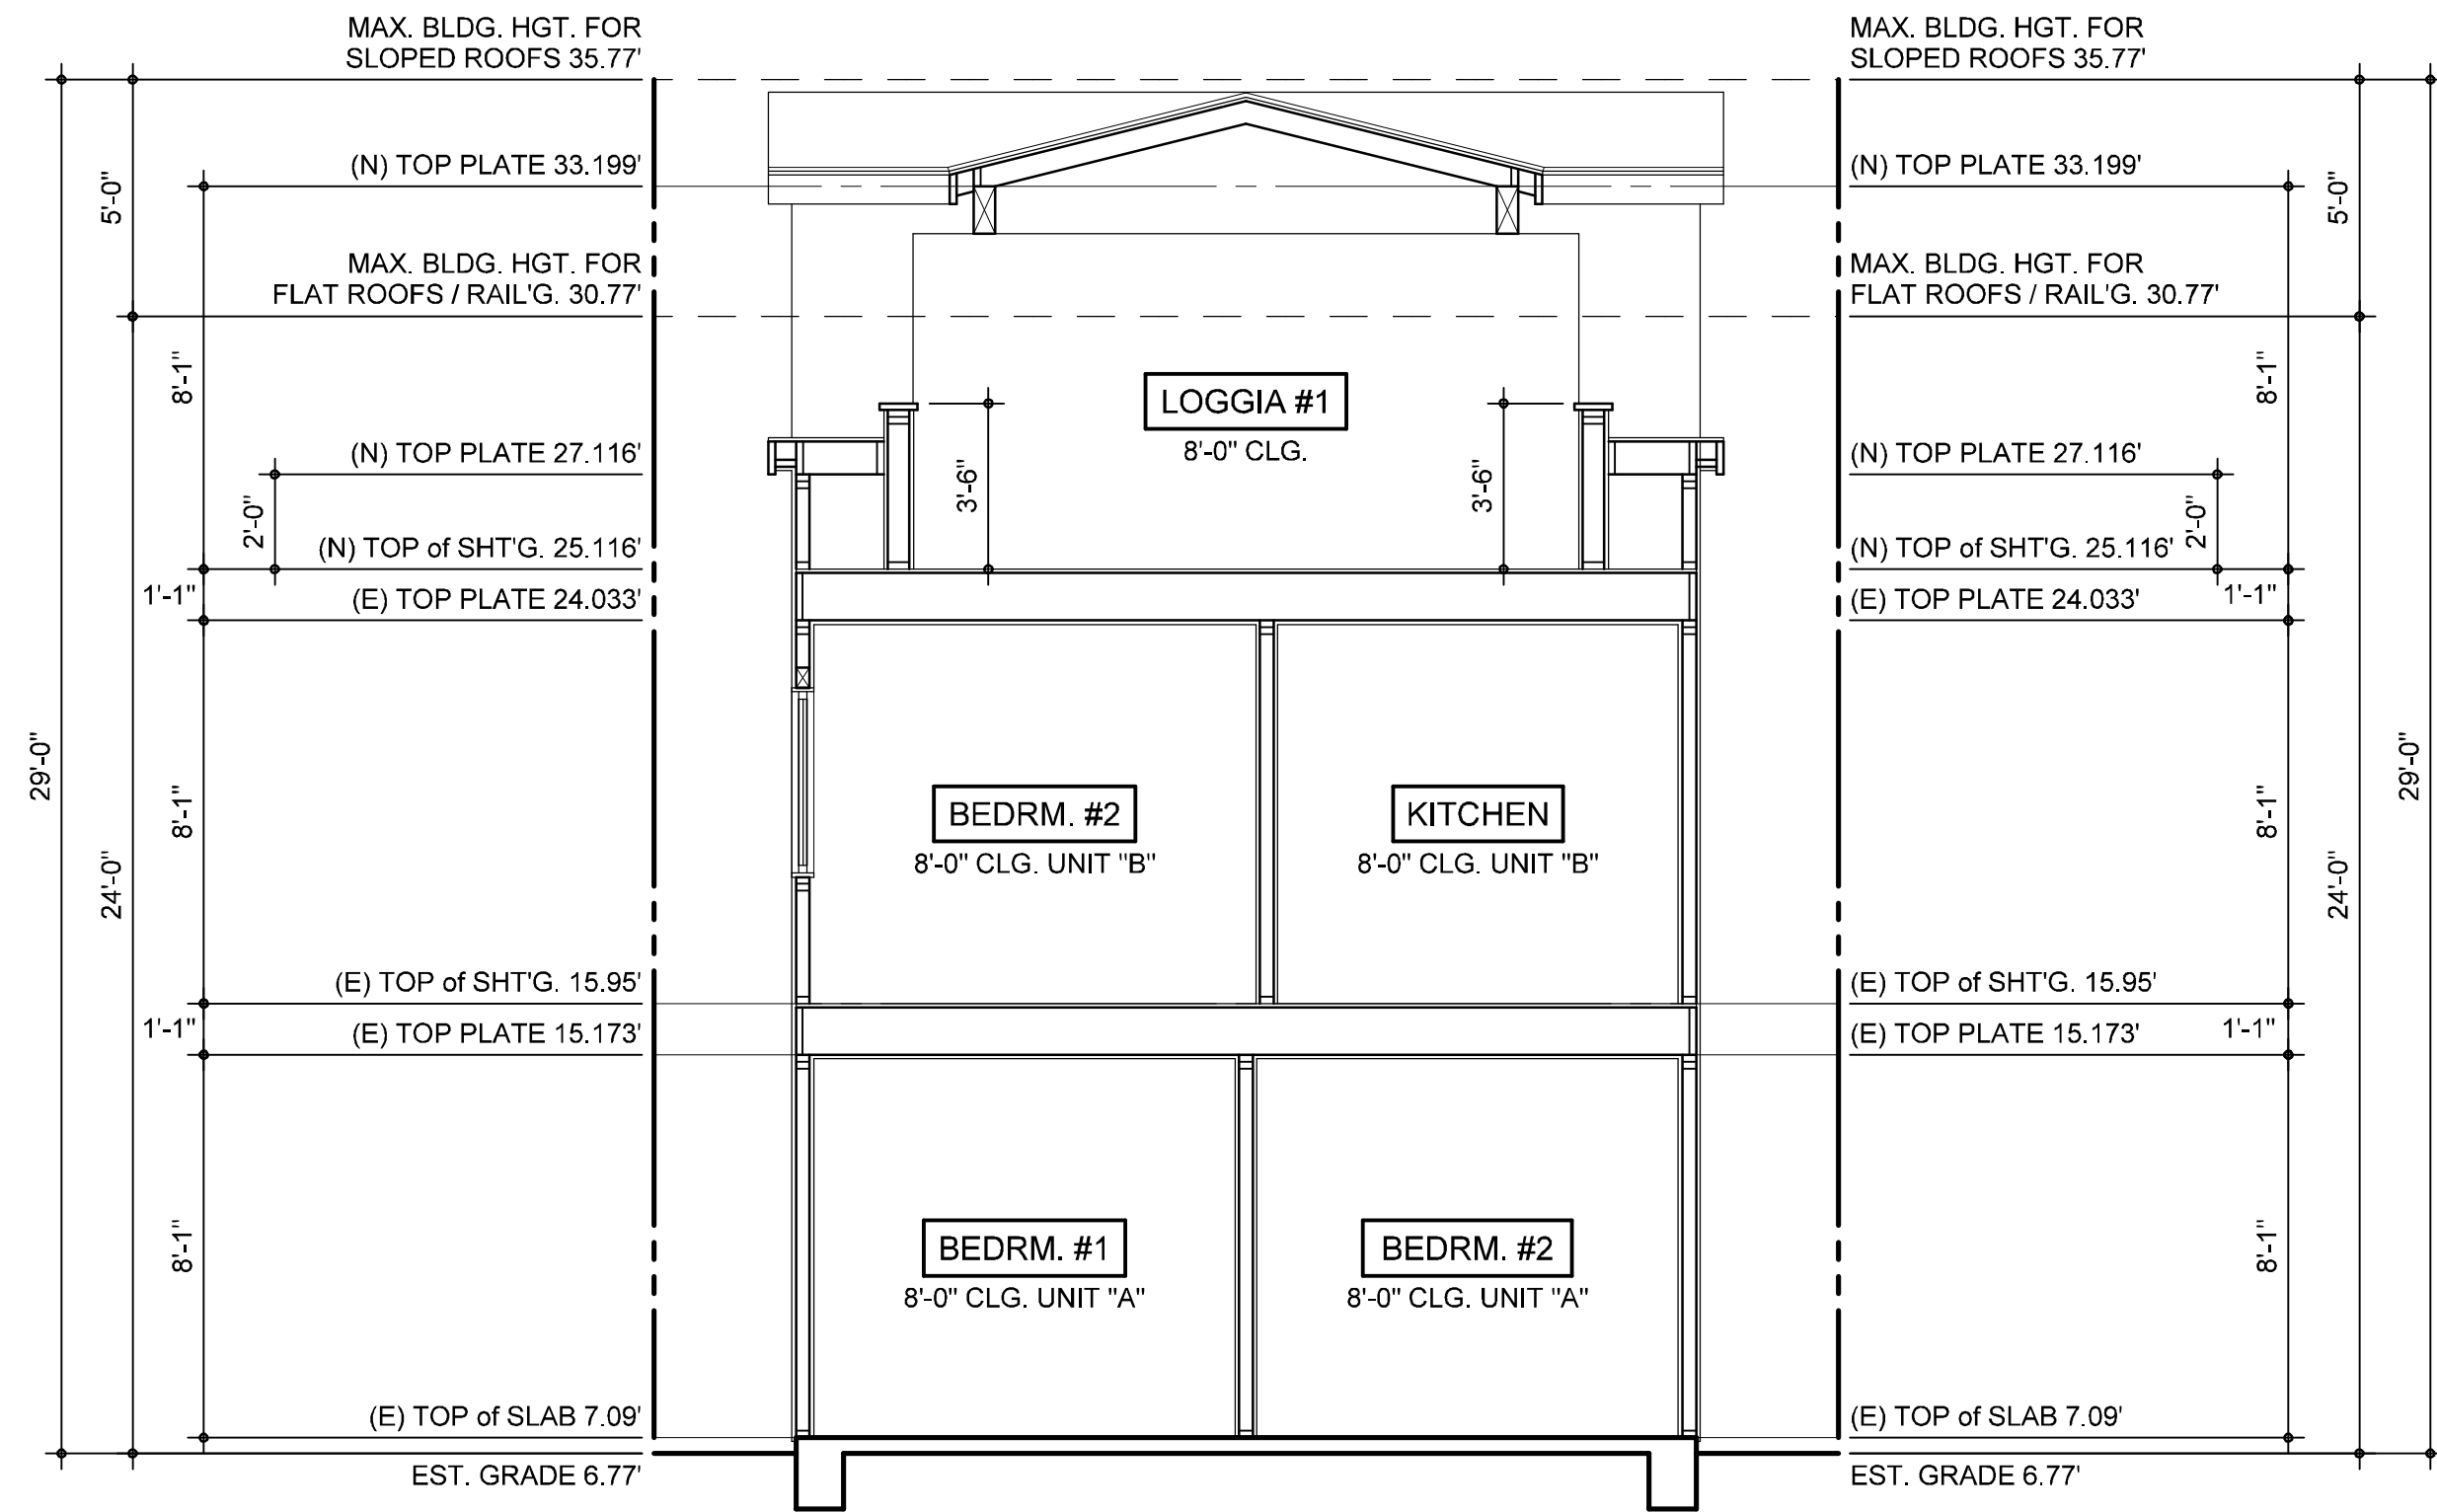 MAX. BLDG. HGT. FOR
SLOPED ROOFS 35.77'
MAX. BLDG. HGT. FOR
SLOPED ROOFS 35.77'
(N) TOP PLATE 33.199'
(N) TOP PLATE 33.199'
5'-0"
5'-0"
MAX. BLDG. HGT. FOR
FLAT ROOFS / RAIL'G. 30.77'
MAX. BLDG. HGT. FOR
FLAT ROOFS / RAIL'G. 30.77'
8'-1"
LOGGIA #1
8'-0" CLG.
8'-1"
(N) TOP PLATE 27.116'
3'-6"
3'-6"
(N) TOP PLATE 27.116'
2'-0"
2'-0"
(N) TOP of SHT'G. 25.116'
(N) TOP of SHT'G. 25.116'
1'-1"
(E) TOP PLATE 24.033'
(E) TOP PLATE 24.033'
1'-1"
29'-0"
8'-1"
BEDRM. #2
8'-0" CLG. UNIT "B"
KITCHEN
8'-0" CLG. UNIT "B"
8'-1"
29'-0"
24'-0"
24'-0"
(E) TOP of SHT'G. 15.95'
(E) TOP of SHT'G. 15.95'
1'-1"
(E) TOP PLATE 15.173'
(E) TOP PLATE 15.173'
1'-1"
8'-1"
BEDRM. #1
8'-0" CLG. UNIT "A"
BEDRM. #2
8'-0" CLG. UNIT "A"
8'-1"
(E) TOP of SLAB 7.09'
(E) TOP of SLAB 7.09'
EST. GRADE 6.77'
EST. GRADE 6.77'